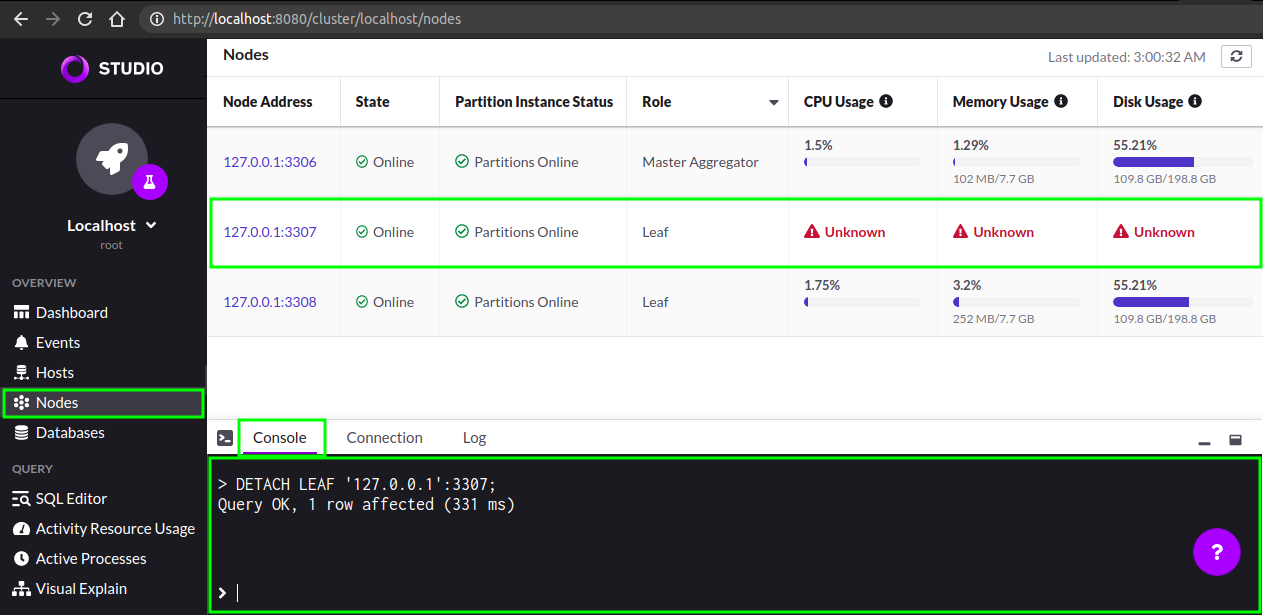 http://localhost:8080/cluster/localhost/nodes
STUDIO
Localhost
root
OVERVIEW
Dashboard
Events
Hosts
Nodes
Databases
QUERY
SQL Editor
Activity Resource Usage
Active Processes
Visual Explain
Nodes
Last updated: 3:00:32 AM
Node Address State Partition Instance Status Role CPU Usage Memory Usage Disk Usage
1.5% 1.29% 55.21%
127.0.0.1:3306 Online Partitions Online Master Aggregator
102 MB/7.7 GB 109.8 GB/198.8 GB
127.0.0.1:3307 Online Partitions Online Leaf Unknown Unknown Unknown
1.75% 3.2% 55.21%
127.0.0.1:3308 Online Partitions Online Leaf
252 MB/7.7 GB 109.8 GB/198.8 GB
Console Connection Log
> DETACH LEAF '127.0.0.1':3307;
Query OK, 1 row affected (331 ms)
?